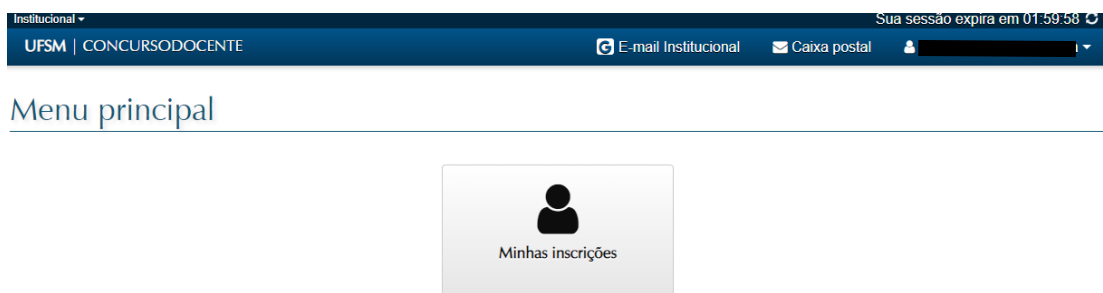 Institucional
Sua sessão expira em 01:59:58
UFSM | CONCURSODOCENTE
E-mail Institucional
Caixa postal
Menu principal
Minhas inscrições